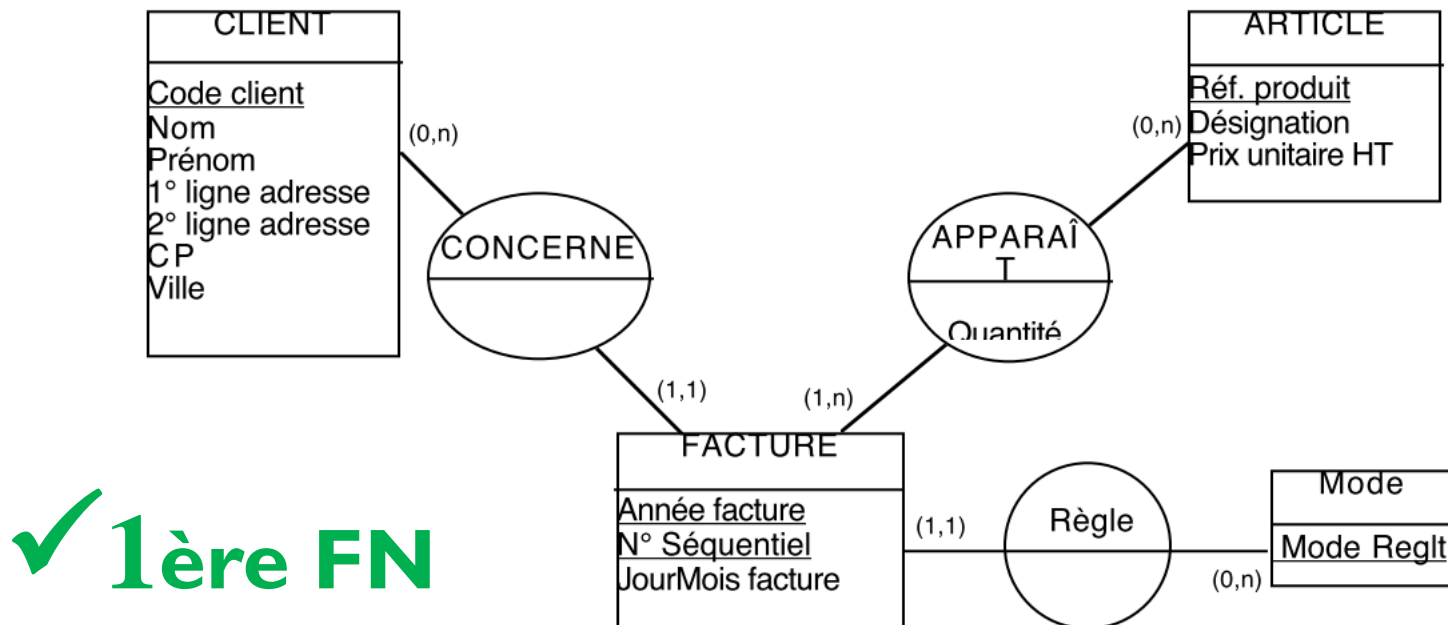 CLIENT
Code client
Nom
Prénom
1° ligne adresse
2° ligne adresse
CP
Ville
(0,n)
CONCERNE
(1,1)
ARTICLE
Réf. produit
Désignation
Prix unitaire HT
(0,n)
APPARAÎ
T
Quantité
(1,n)
FACTURE
Année facture
N° Séquentiel
JourMois facture
(1,1)
Règle
(0,n)
Mode
Mode Reglt
✓1ère FN